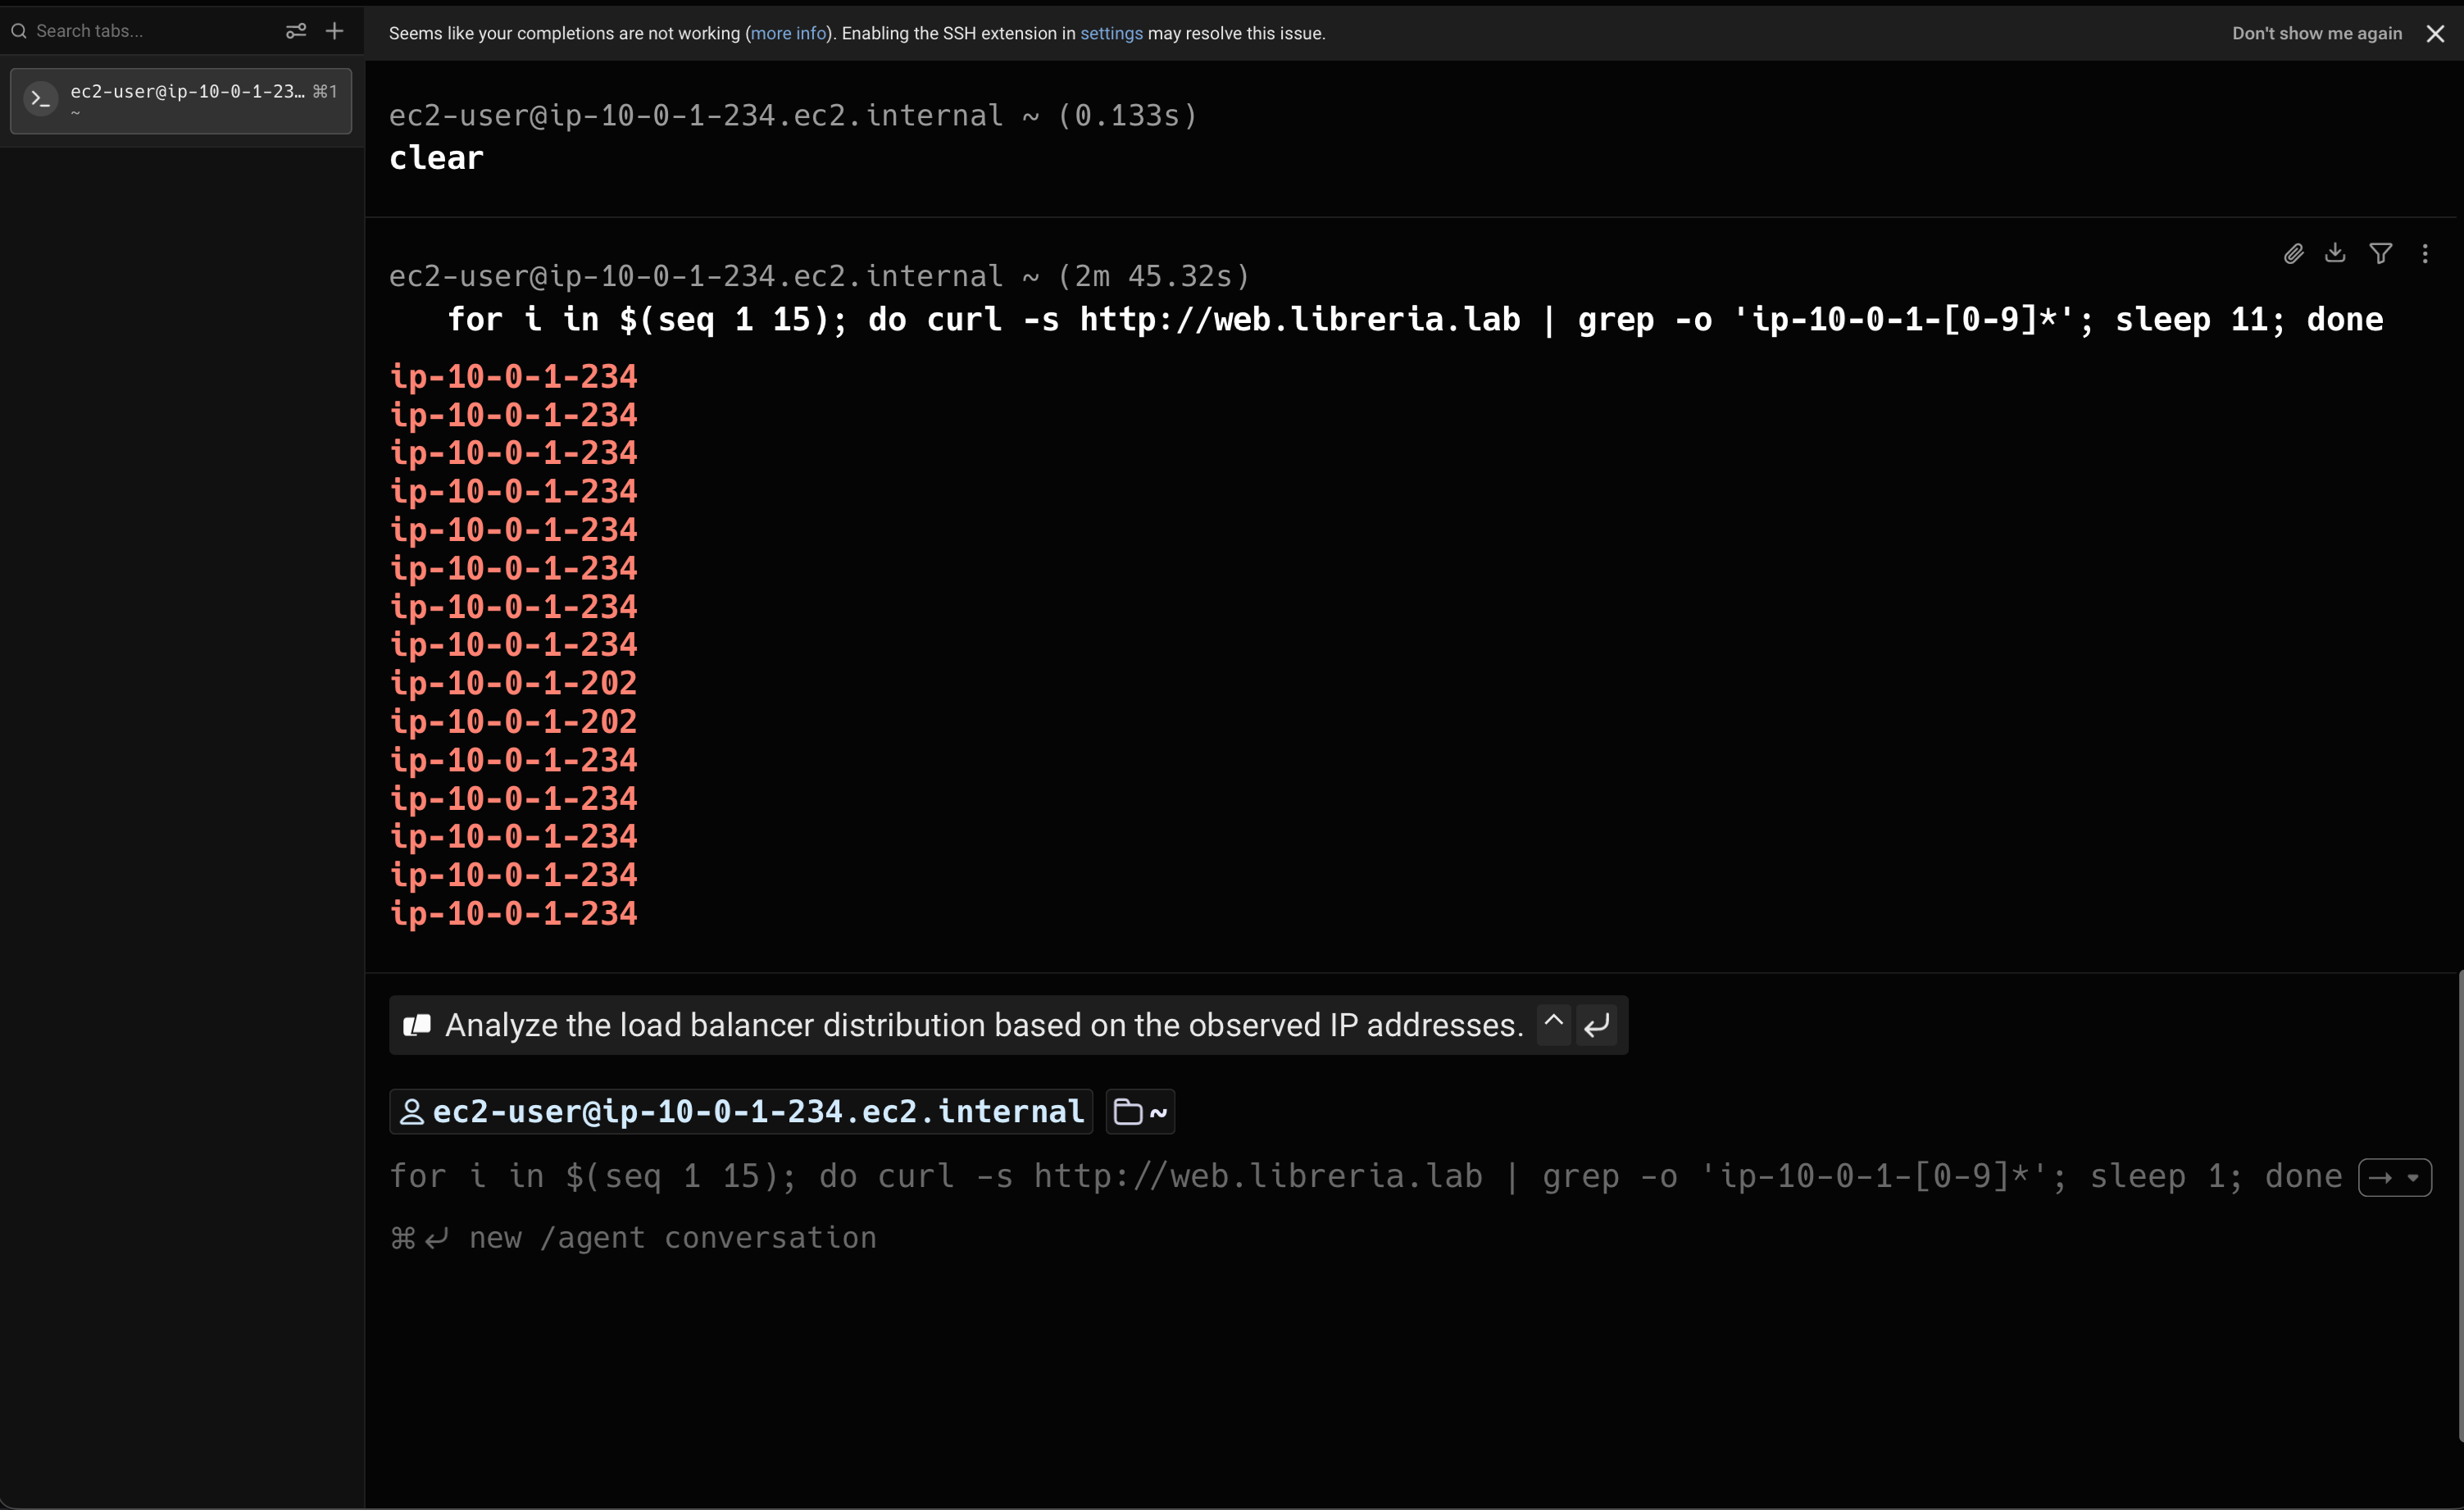 Search tabs...
ec2-user@ip-10-0-1-23... ⌘1
~
Seems like your completions are not working (more info). Enabling the SSH extension in settings may resolve this issue.
Don't show me again
ec2-user@ip-10-0-1-234.ec2.internal ~ (0.133s)
clear
ec2-user@ip-10-0-1-234.ec2.internal ~ (2m 45.32s)
for i in $(seq 1 15); do curl -s http://web.libreria.lab | grep -o 'ip-10-0-1-[0-9]*'; sleep 11; done
ip-10-0-1-234
ip-10-0-1-234
ip-10-0-1-234
ip-10-0-1-234
ip-10-0-1-234
ip-10-0-1-234
ip-10-0-1-234
ip-10-0-1-234
ip-10-0-1-202
ip-10-0-1-202
ip-10-0-1-234
ip-10-0-1-234
ip-10-0-1-234
ip-10-0-1-234
ip-10-0-1-234
Analyze the load balancer distribution based on the observed IP addresses.
ec2-user@ip-10-0-1-234.ec2.internal ~
for i in $(seq 1 15); do curl -s http://web.libreria.lab | grep -o 'ip-10-0-1-[0-9]*'; sleep 1; done
⌘↵ new /agent conversation